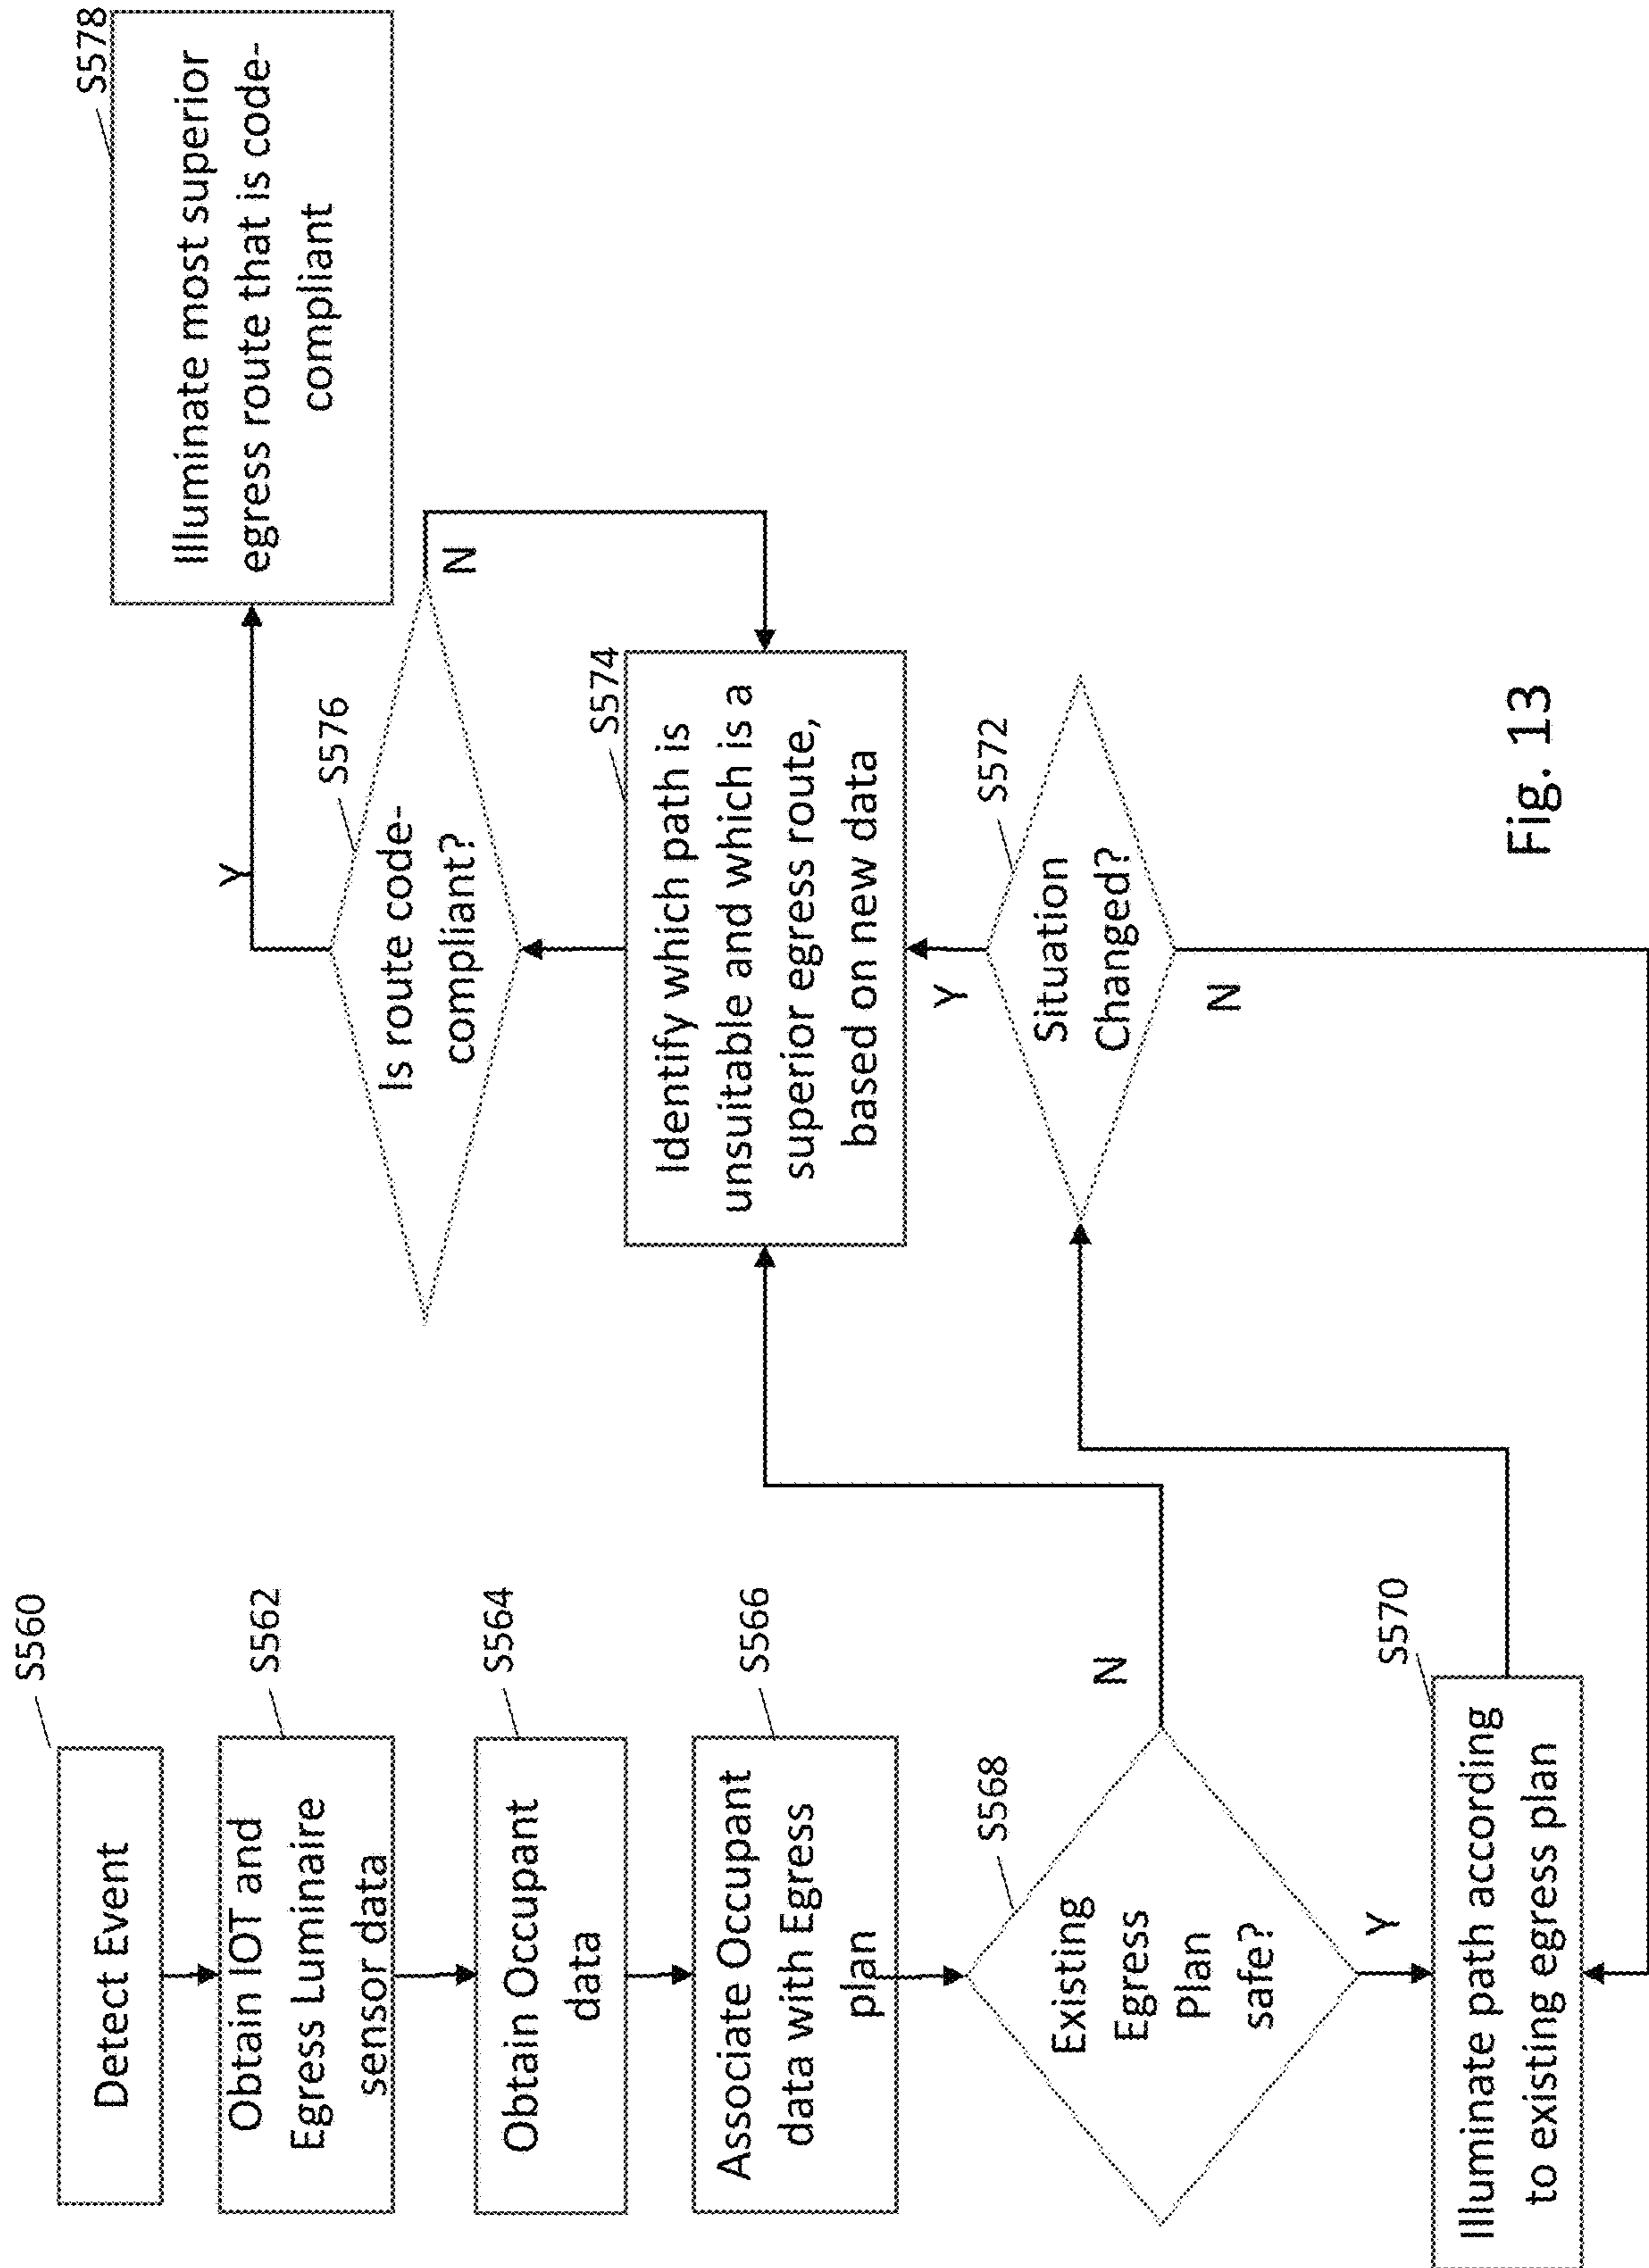 S560
Detect Event
S562
Obtain IOT and
Egress Luminaire
sensor data
S564
Obtain Occupant
data
S566
Associate Occupant
data with Egress
plan
S568
Existing
Egress
Plan
safe?
N
Y
S570
Illuminate path according
to existing egress plan
S572
Situation
Changed?
Y
N
S574
Identify which path is
unsuitable and which is a
superior egress route,
based on new data
S576
Is route code-
compliant?
Y
N
S578
Illuminate most superior
egress route that is code-
compliant
Fig. 13